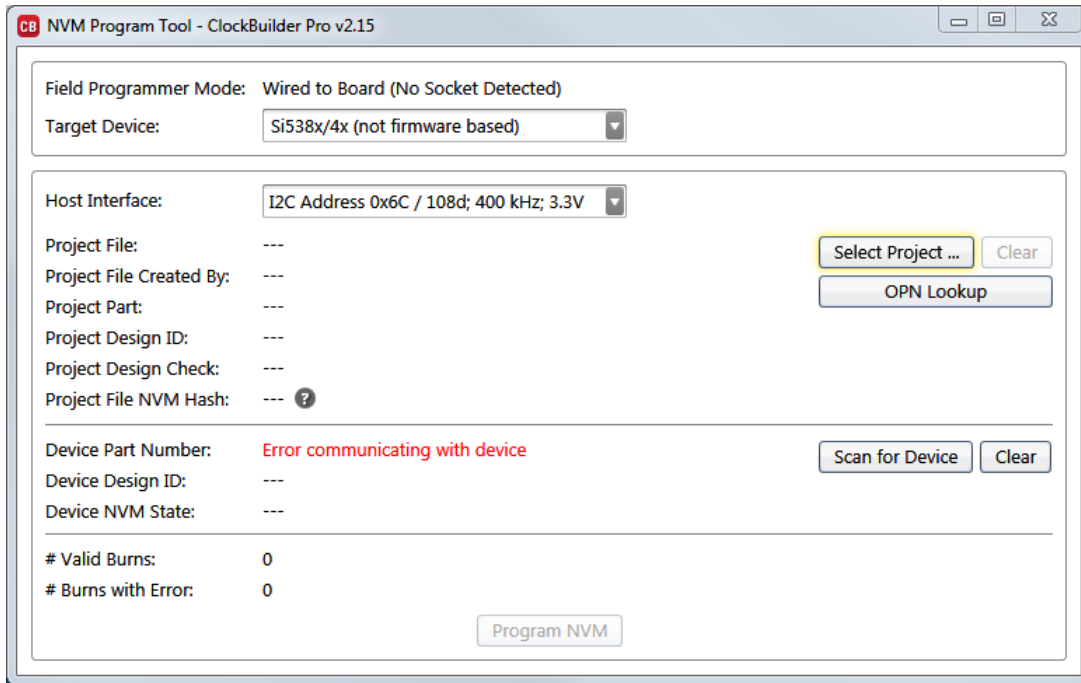 CB NVM Program Tool - ClockBuilder Pro v2.15
Field Programmer Mode: Wired to Board (No Socket Detected)
Target Device: Si538x/4x (not firmware based)
Host Interface: I2C Address 0x6C / 108d; 400 kHz; 3.3V
Project File: --- Select Project ... Clear
Project File Created By: ---
OPN Lookup
Project Part: ---
Project Design ID: ---
Project Design Check: ---
Project File NVM Hash: --- ?
Device Part Number: Error communicating with device Scan for Device Clear
Device Design ID: ---
Device NVM State: ---
# Valid Burns: 0
# Burns with Error: 0
Program NVM